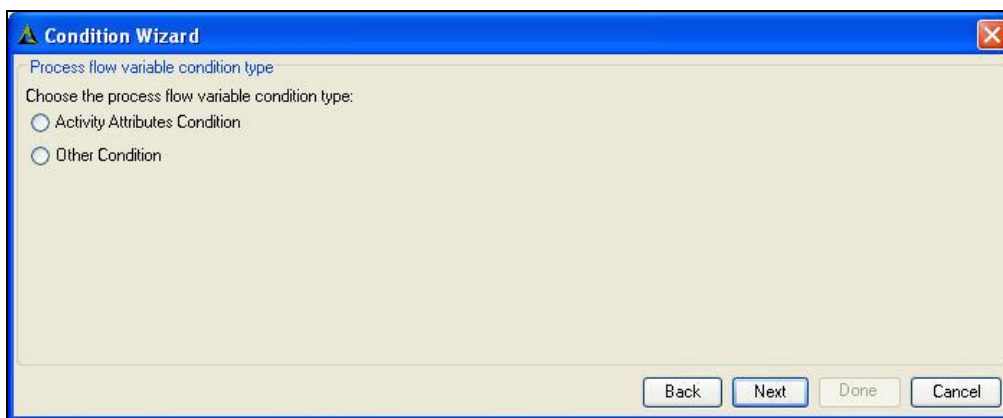 Condition Wizard
Process flow variable condition type
Choose the process flow variable condition type:
Activity Attributes Condition
Other Condition
Back Next Done Cancel